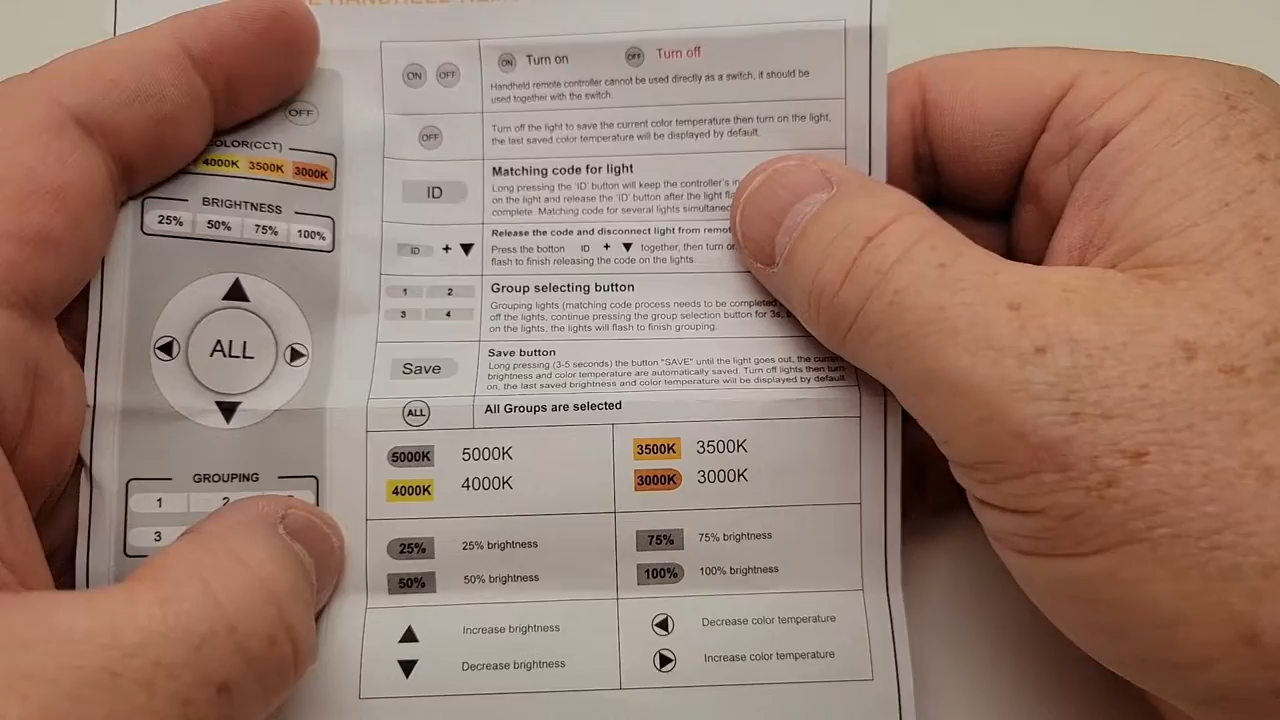 HANDHELD
OFF
COLOR(CCT)
4000K 3500K 3000K
BRIGHTNESS
25% 50% 75% 100%
ALL
GROUPING
1 2
3
ON OFF
ON Turn on OFF Turn off
Handheld remote controller cannot be used directly as a switch, it should be
used together with the switch.
OFF
Turn off the light to save the current color temperature then turn on the light,
the last saved color temperature will be displayed by default.
ID
Matching code for light
Long pressing the 'ID' button will keep the controller's
on the light and release the 'ID' button after the light
complete. Matching code for several lights
ID + ▼
Release the code and disconnect light from
Press the botton ID + ▼ together, then turn
flash to finish releasing the code on the lights.
1 2
3 4
Group selecting button
Grouping lights (matching code process needs to be completed
off the lights, continue pressing the group selection button for 3s,
on the lights, the lights will flash to finish grouping.
Save
Save button
Long pressing (3-5 seconds) the button "SAVE" until the light goes out, the
brightness and color temperature are automatically saved. Turn off lights then turn
on, the last saved brightness and color temperature will be displayed by default.
ALL
All Groups are selected
5000K 5000K
4000K 4000K
3500K 3500K
3000K 3000K
25% 25% brightness
50% 50% brightness
75% 75% brightness
100% 100% brightness
▲ Increase brightness
▼ Decrease brightness
◀ Decrease color temperature
▶ Increase color temperature